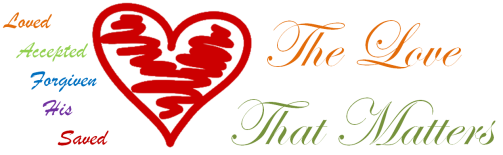 Loved
Accepted
Forgiven
His
Saved
The Love
That Matters